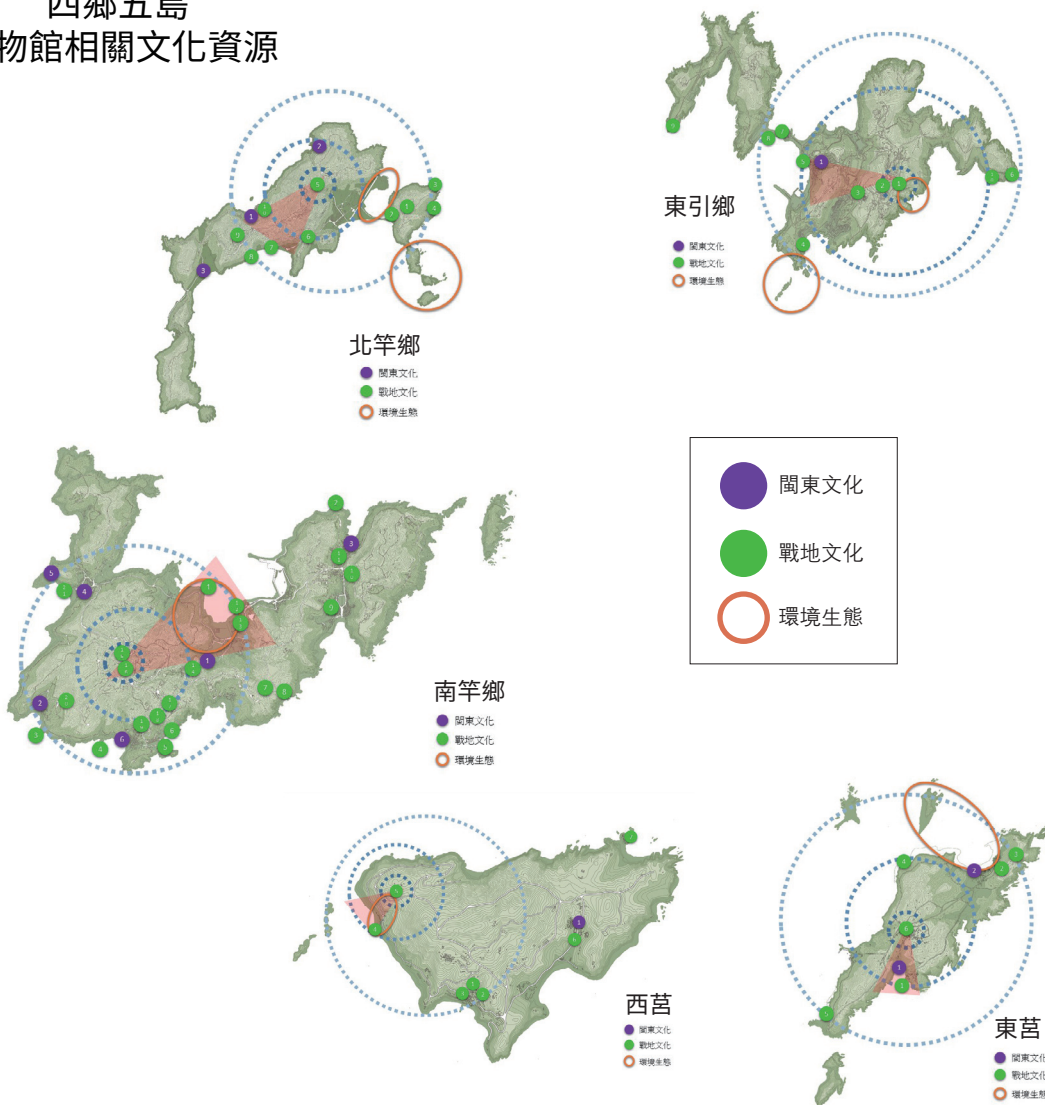 四鄉五島
物館相關文化資源
東引鄉
閩東文化
戰地文化
環境生態
北竿鄉
閩東文化
戰地文化
環境生態
閩東文化
戰地文化
環境生態
南竿鄉
閩東文化
戰地文化
環境生態
西莒
閩東文化
戰地文化
環境生態
東莒
閩東文化
戰地文化
環境生態